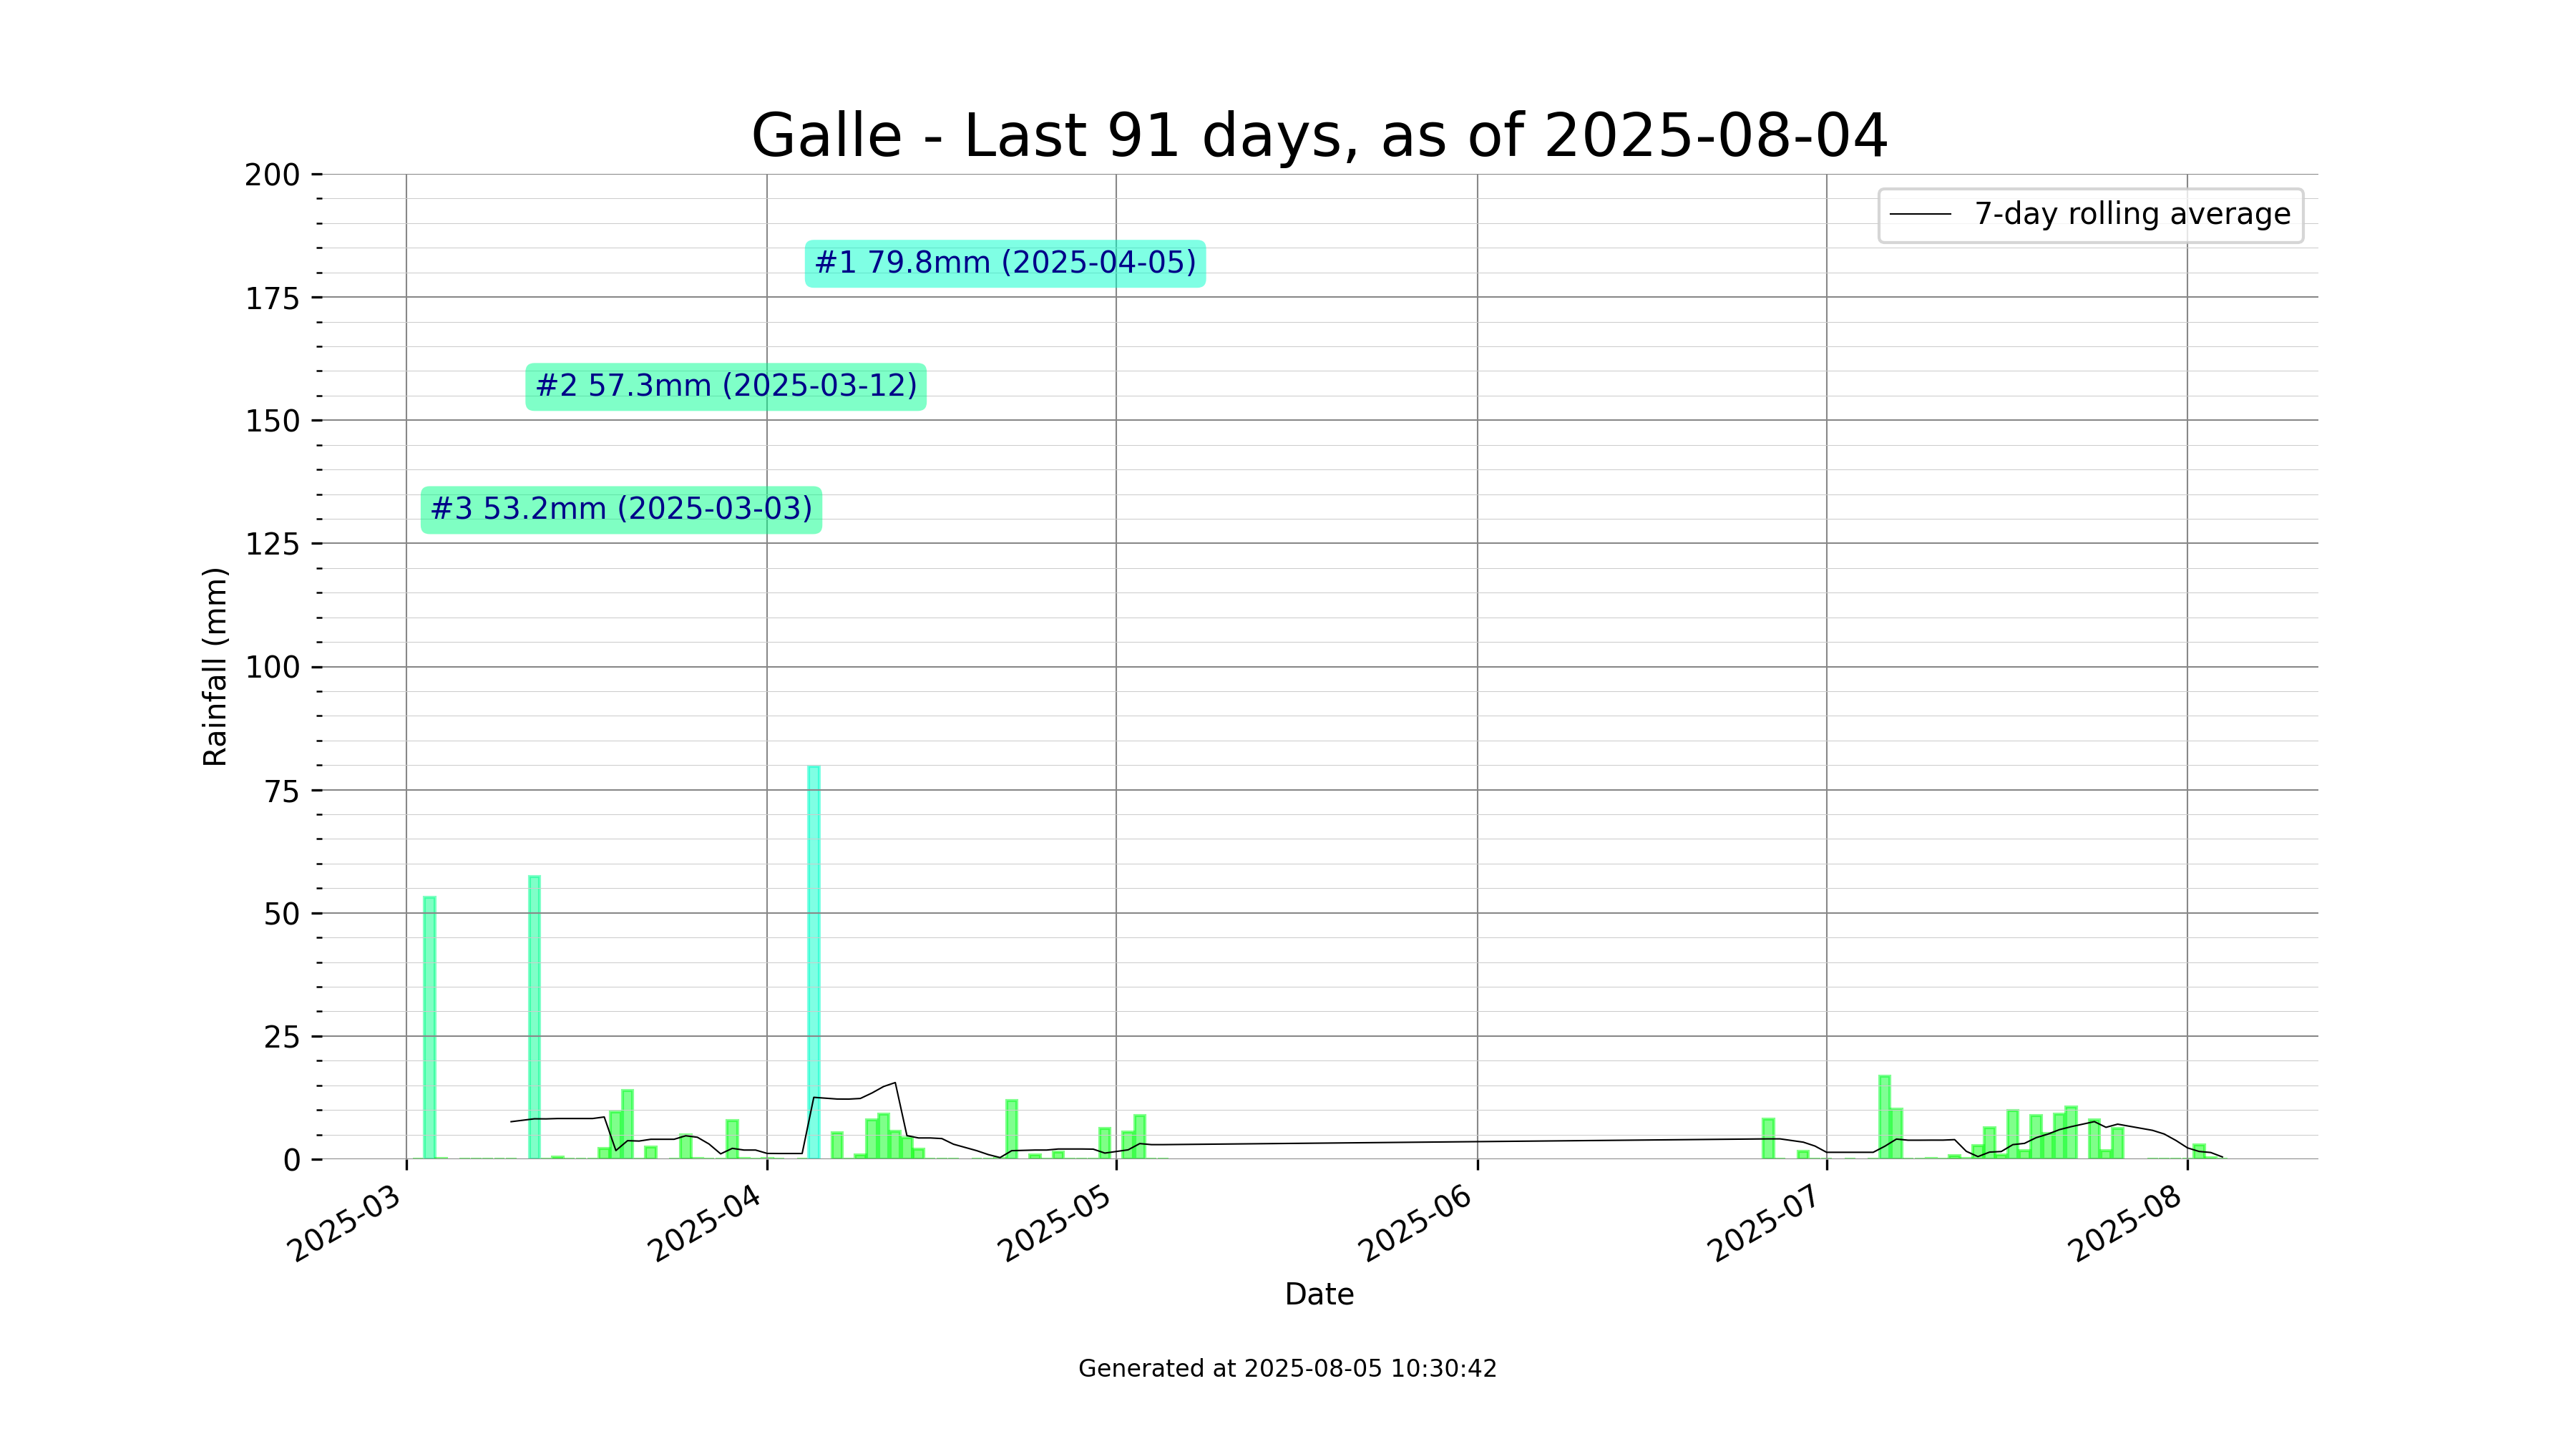 Galle - Last 91 days, as of 2025-08-04
200
175
150
125
100
75
50
25
0
Rainfall (mm)
7-day rolling average
#1 79.8mm (2025-04-05)
#2 57.3mm (2025-03-12)
#3 53.2mm (2025-03-03)
2025-03
2025-04
2025-05
2025-06
2025-07
2025-08
Date
Generated at 2025-08-05 10:30:42